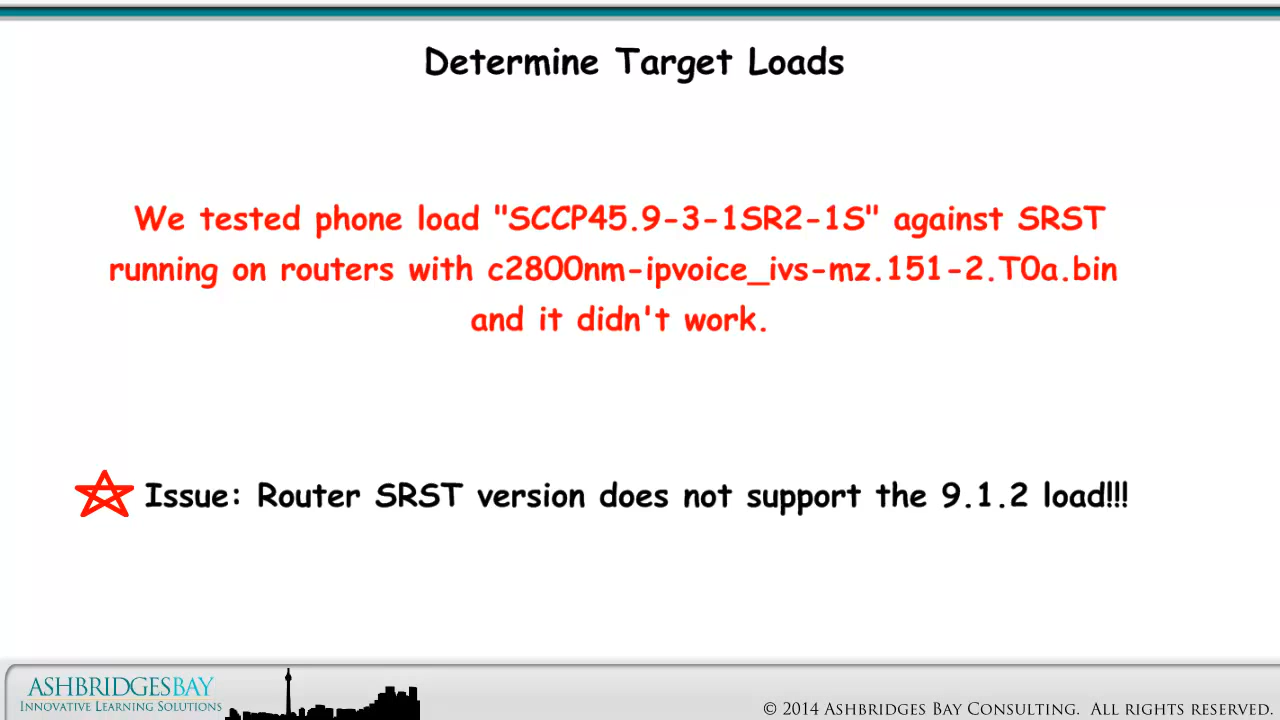 Determine Target Loads
We tested phone load "SCCP45.9-3-1SR2-1S" against SRST
running on routers with c2800nm-ipvoice_ivs-mz.151-2.T0a.bin
and it didn't work.
Issue: Router SRST version does not support the 9.1.2 load!!!
ASHBRIDGESBAY
INNOVATIVE LEARNING SOLUTIONS
© 2014 ASHBRIDGES BAY CONSULTING. ALL RIGHTS RESERVED.